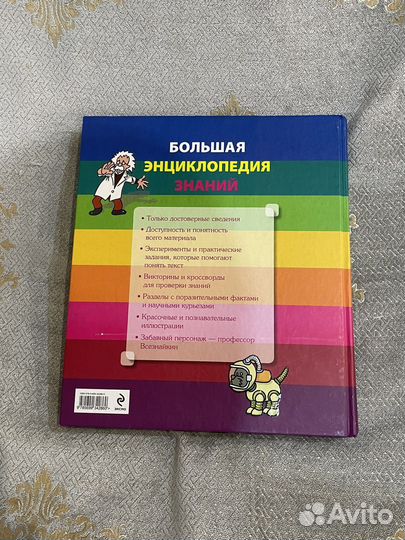 БОЛЬШАЯ
ЭНЦИКЛОПЕДИЯ
ЗНАНИЙ
• Только достоверные сведения
• Доступность и понятность
всего материала
• Эксперименты и практические
задания, которые помогают
понять текст
• Викторины и кроссворды
для проверки знаний
• Разделы с поразительными фактами
и научными курьезами
• Красочные и познавательные
иллюстрации
• Забавный персонаж — профессор
Всезнайкин
ЭКСМО
Avito